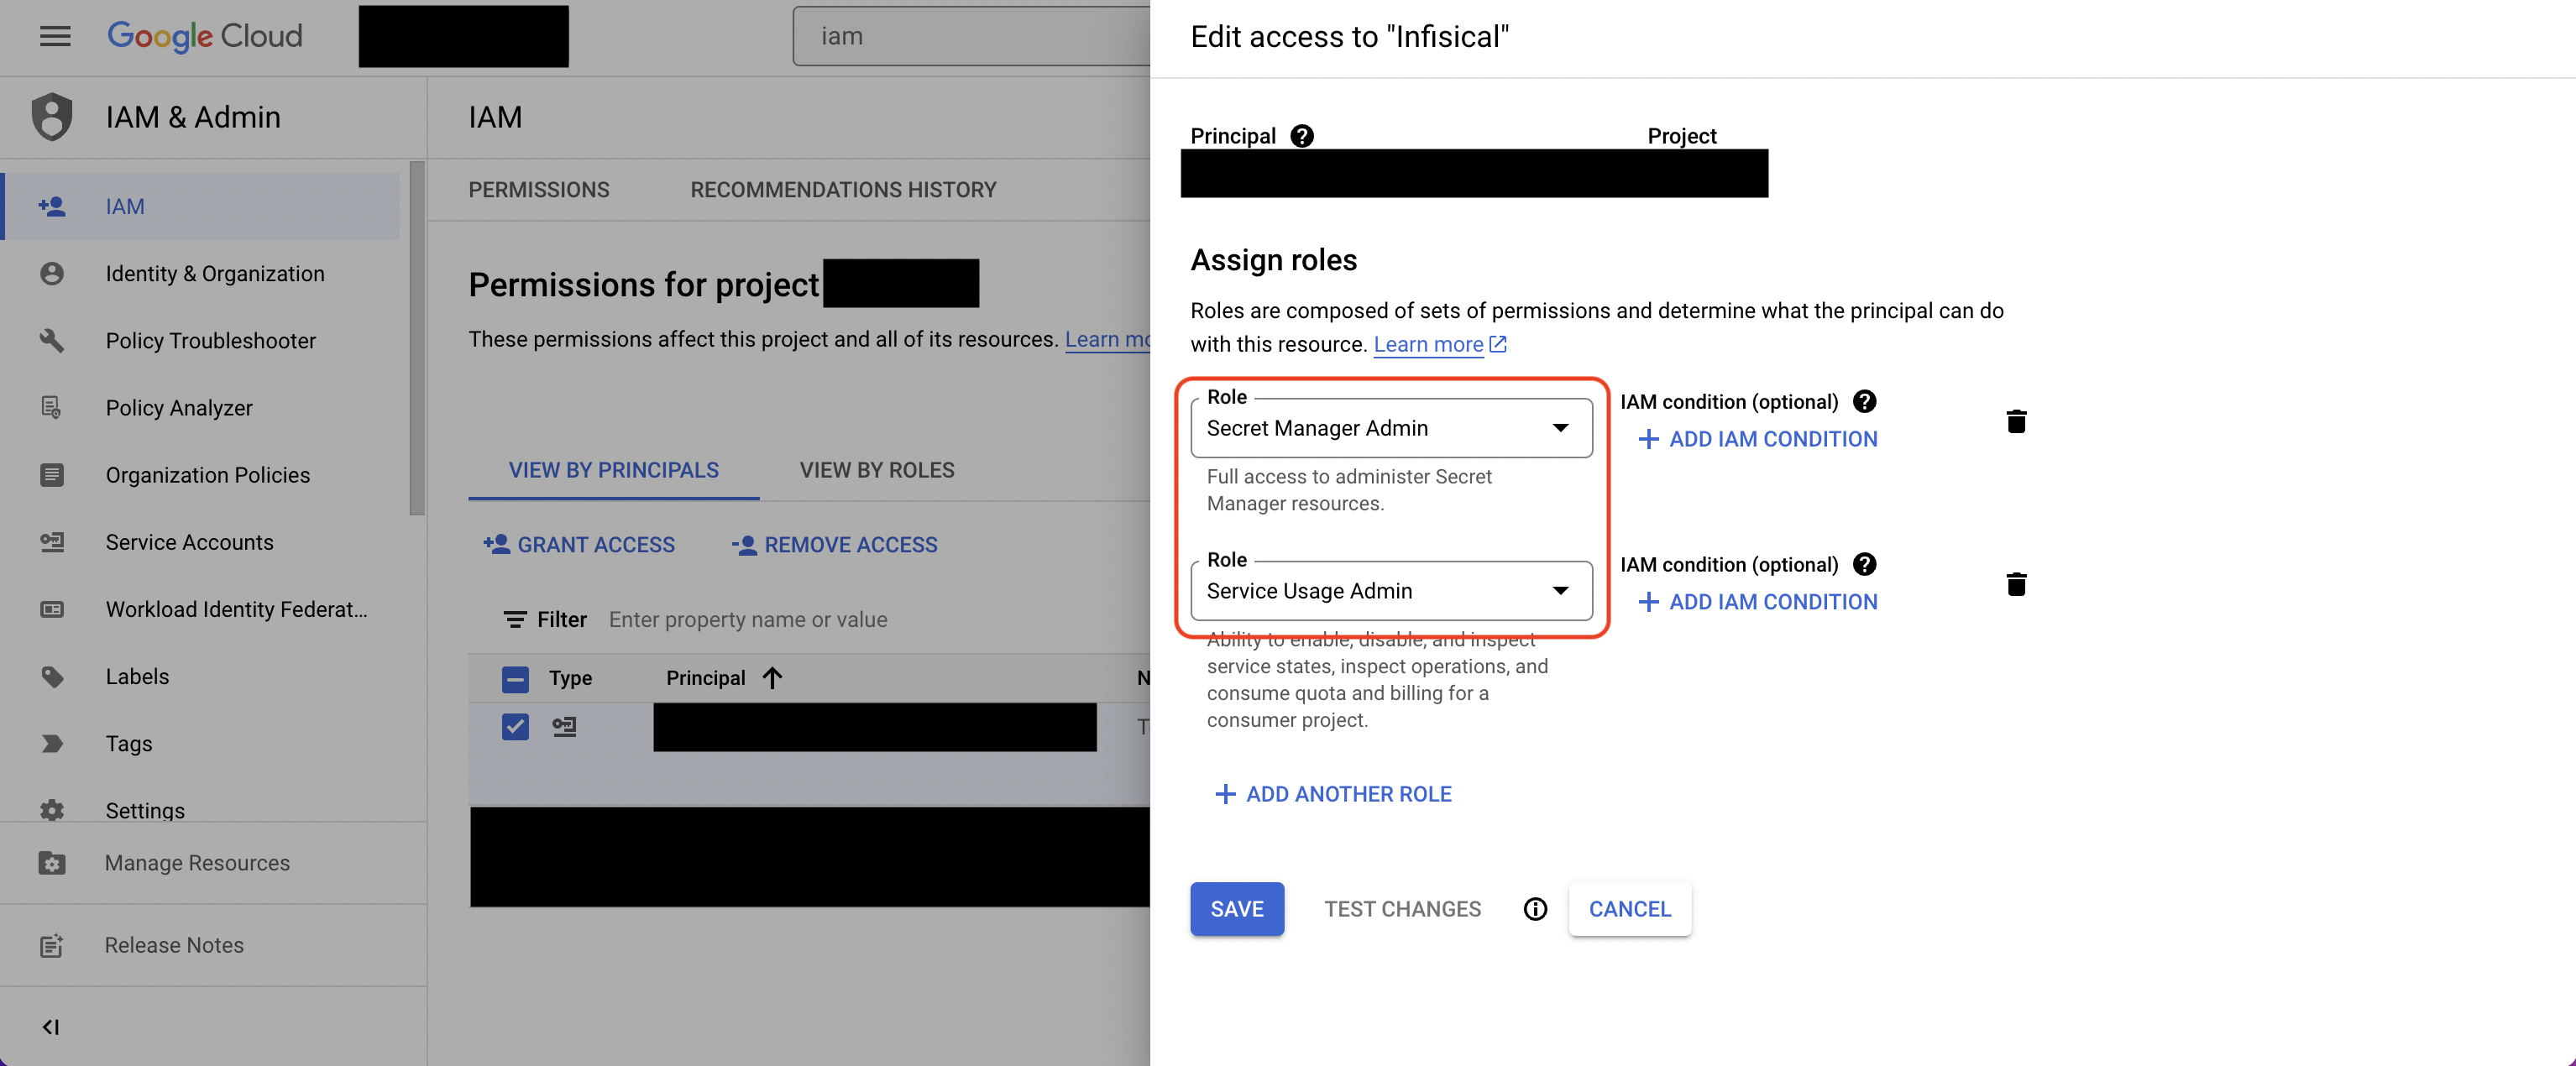 Google Cloud
iam
IAM & Admin
IAM
Identity & Organization
Policy Troubleshooter
Policy Analyzer
Organization Policies
Service Accounts
Workload Identity Federat...
Labels
Tags
Settings
Manage Resources
Release Notes
IAM
PERMISSIONS
RECOMMENDATIONS HISTORY
Permissions for project
These permissions affect this project and all of its resources. Learn mo
VIEW BY PRINCIPALS
VIEW BY ROLES
GRANT ACCESS
REMOVE ACCESS
Filter Enter property name or value
Type Principal N
T
Edit access to "Infisical"
Principal
Project
Assign roles
Roles are composed of sets of permissions and determine what the principal can do
with this resource. Learn more
Role
Secret Manager Admin
Full access to administer Secret
Manager resources.
IAM condition (optional)
ADD IAM CONDITION
Role
Service Usage Admin
Ability to enable, disable, and inspect
service states, inspect operations, and
consume quota and billing for a
consumer project.
IAM condition (optional)
ADD IAM CONDITION
ADD ANOTHER ROLE
SAVE
TEST CHANGES
CANCEL